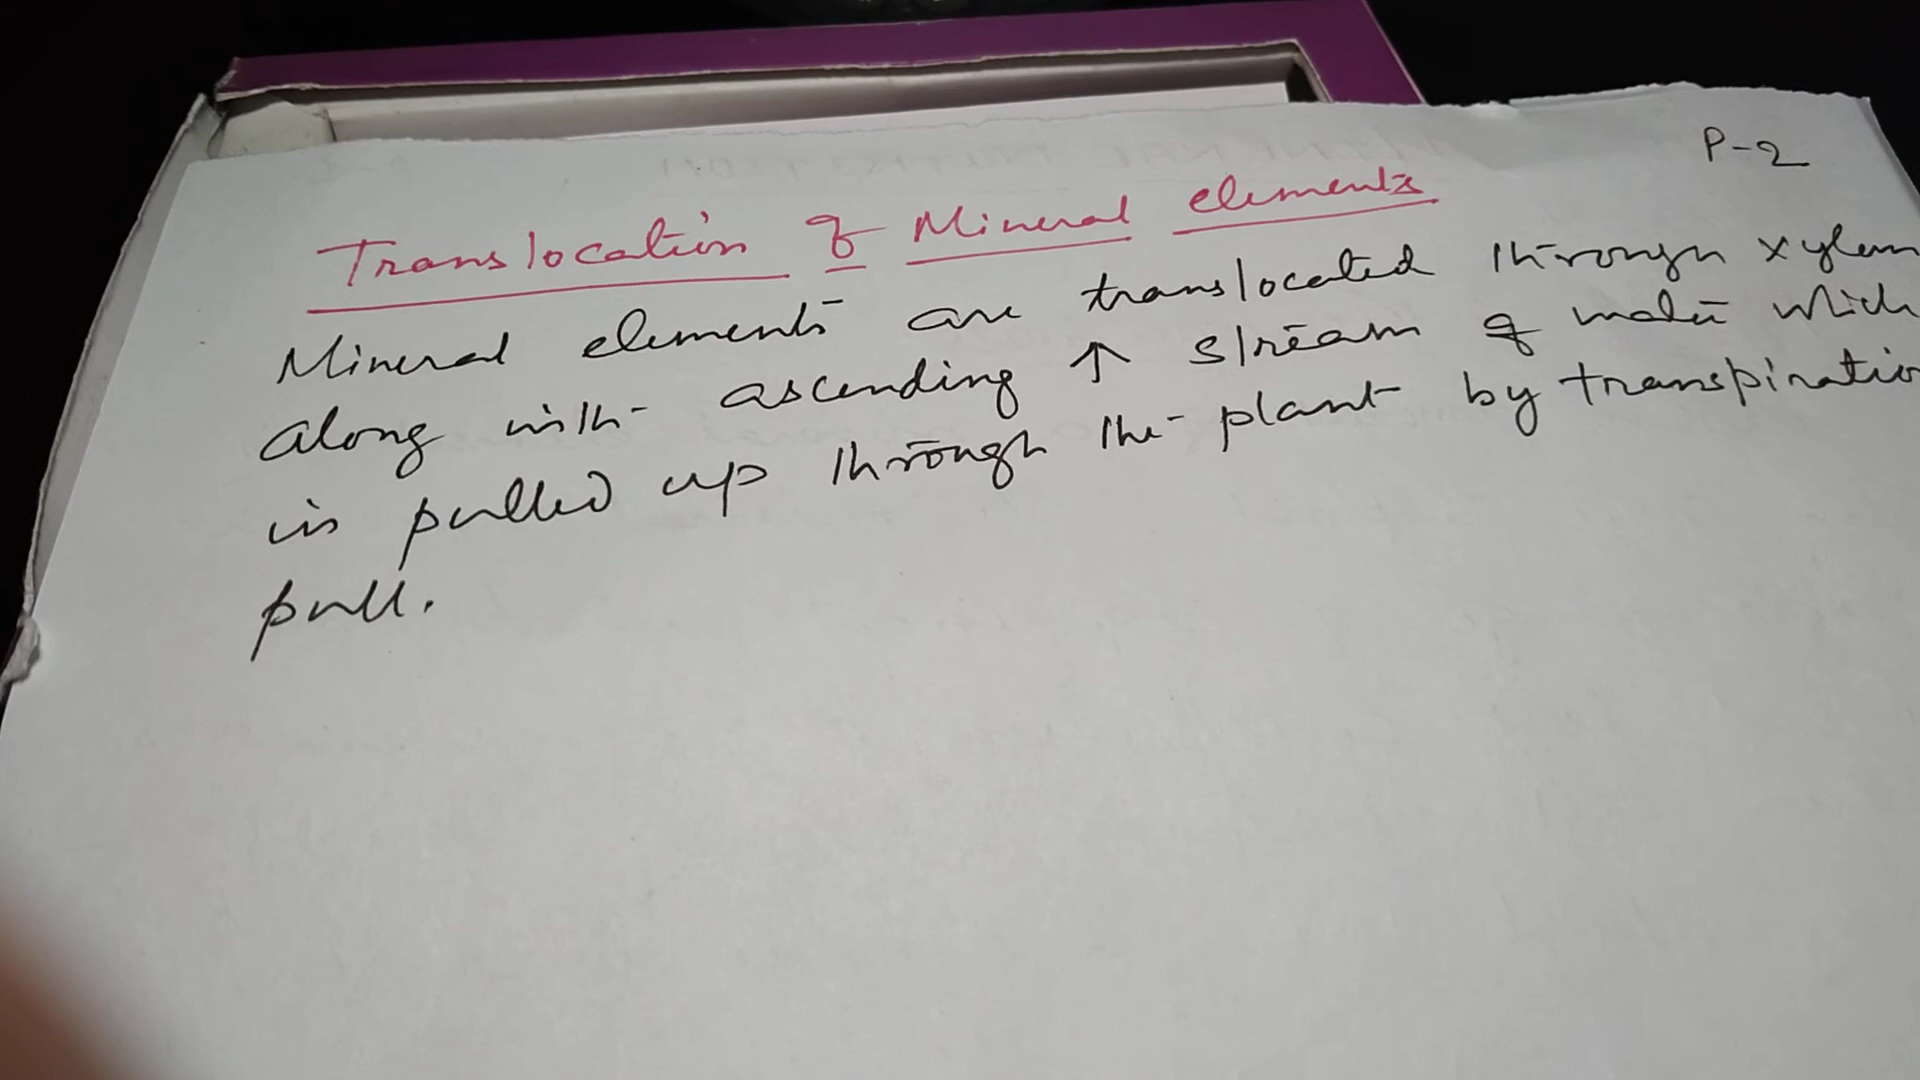 P-2
Translocation of Mineral elements
Mineral elements are translocated through xylem
along with ascending ↑ stream of water which
is pulled up through the plant by transpiration
pull.